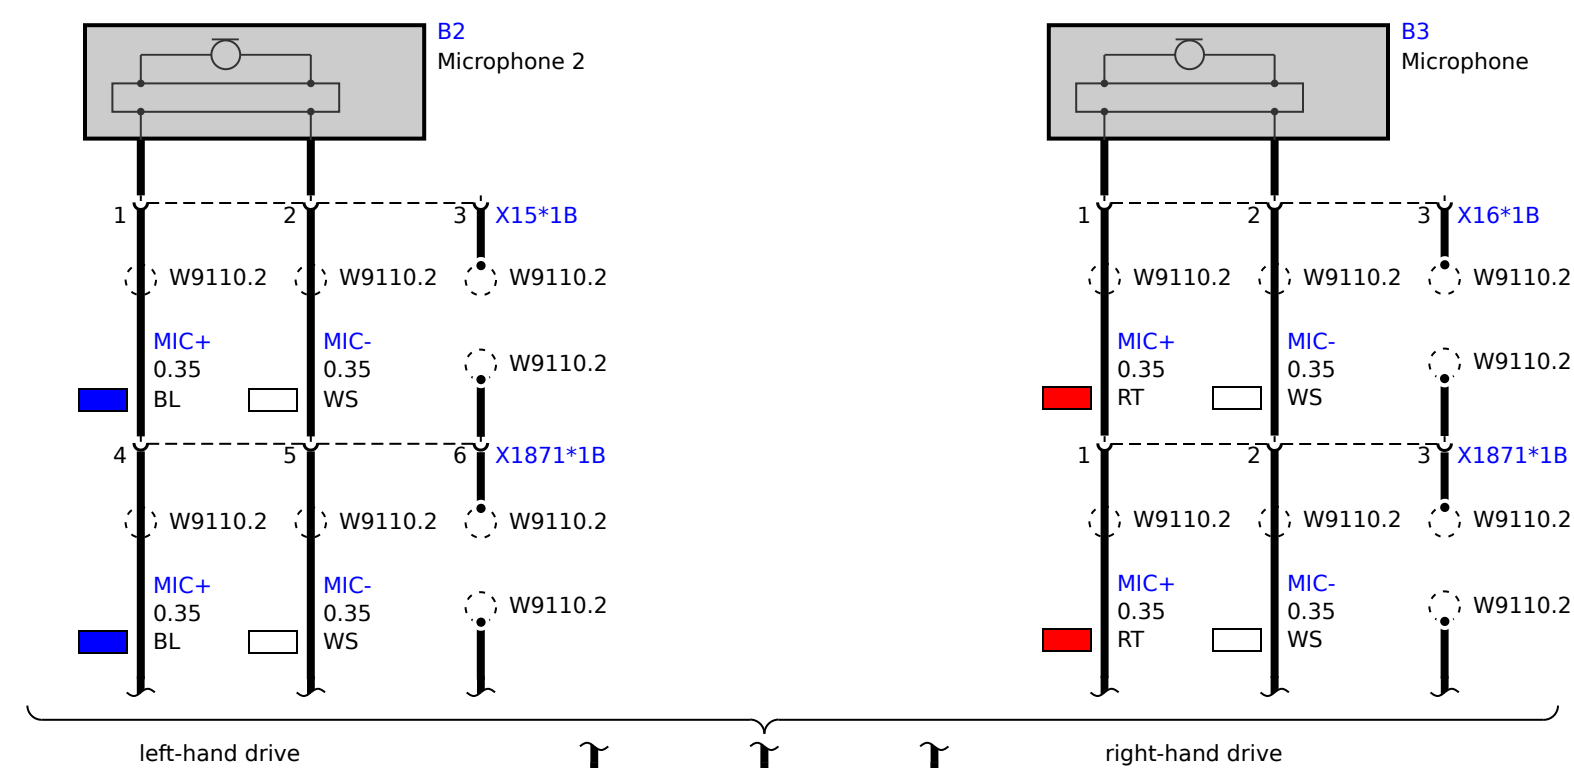 B2
Microphone 2
B3
Microphone
1 2 3 X15*1B
1 2 3 X16*1B
W9110.2 W9110.2 W9110.2
W9110.2 W9110.2 W9110.2
MIC+ MIC-
0.35 0.35 W9110.2
BL WS
MIC+ MIC-
0.35 0.35 W9110.2
RT WS
4 5 6 X1871*1B
1 2 3 X1871*1B
W9110.2 W9110.2 W9110.2
W9110.2 W9110.2 W9110.2
MIC+ MIC-
0.35 0.35 W9110.2
BL WS
MIC+ MIC-
0.35 0.35 W9110.2
RT WS
left-hand drive
right-hand drive